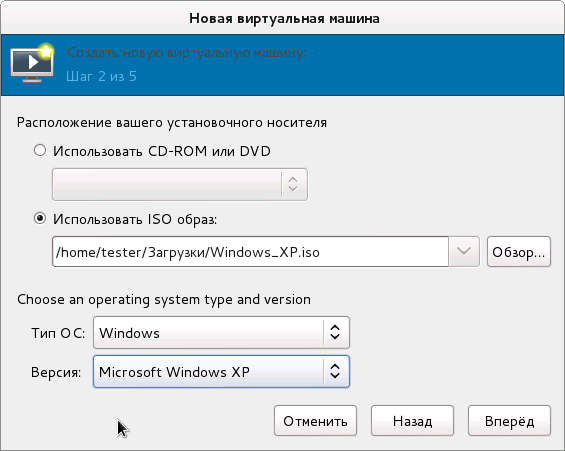 Новая виртуальная машина
Создать новую виртуальную машину:
Шаг 2 из 5
Расположение вашего установочного носителя
Использовать CD-ROM или DVD
Использовать ISO образ:
/home/tester/Загрузки/Windows_XP.iso
Обзор...
Choose an operating system type and version
Тип ОС: Windows
Версия: Microsoft Windows XP
Отменить Назад Вперёд